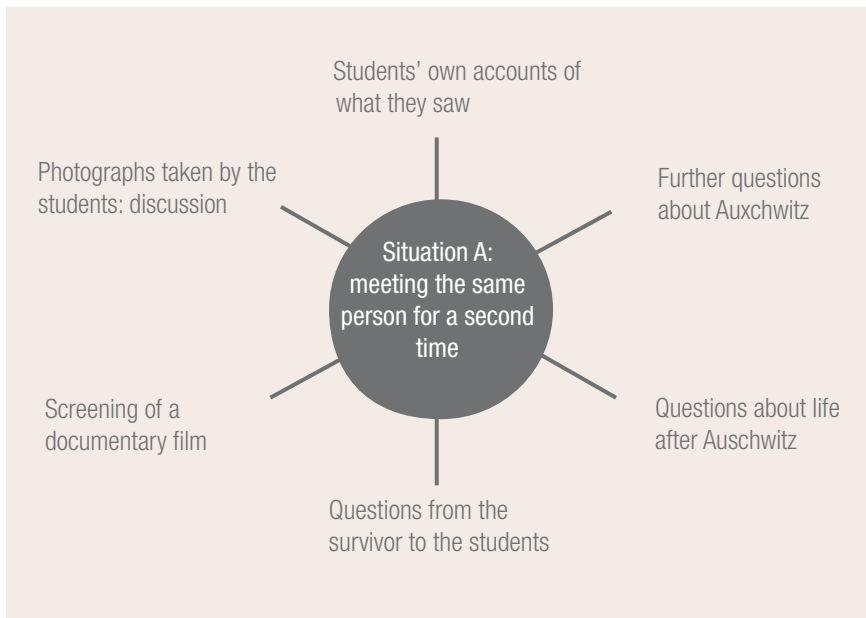 Students’ own accounts of
what they saw
Photographs taken by the
students: discussion
Further questions
about Auxchwitz
Situation A:
meeting the same
person for a second
time
Screening of a
documentary film
Questions about life
after Auschwitz
Questions from the
survivor to the students